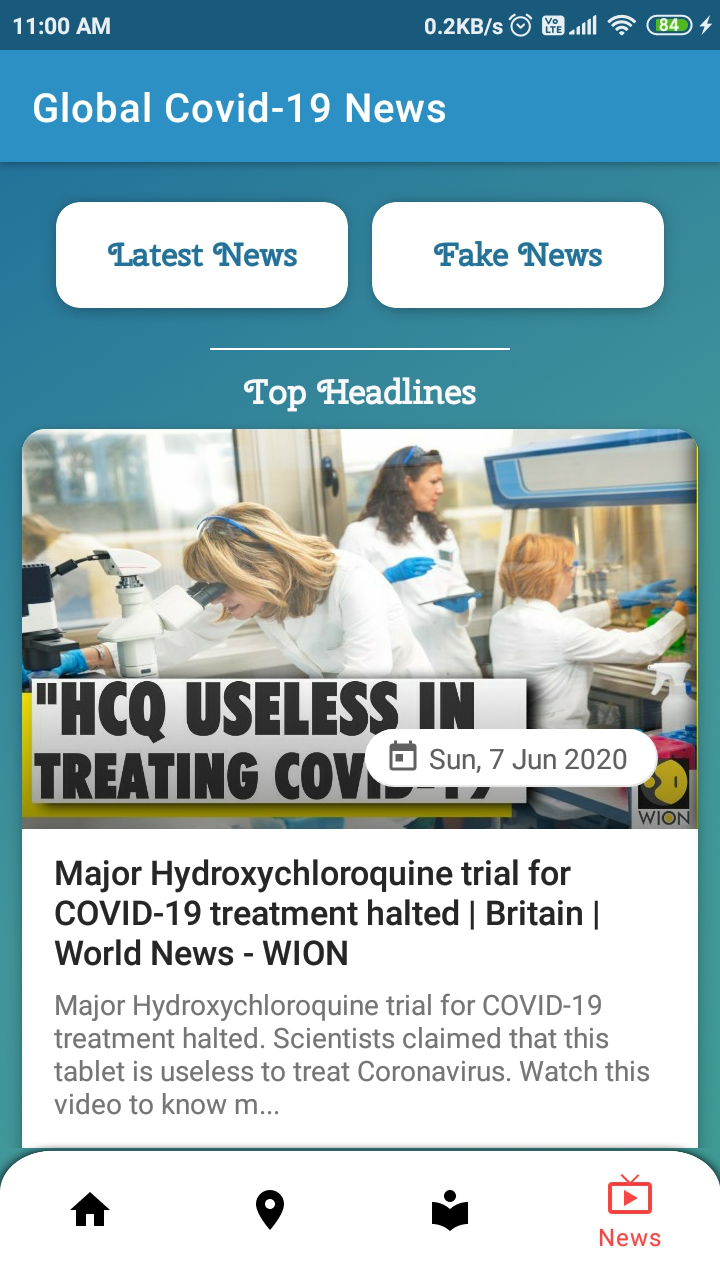 11:00 AM
0.2KB/s
Vo
LTE
84
Global Covid-19 News
Latest News
Fake News
Top Headlines
"HCQ USELESS IN
TREATING COVID-19
Sun, 7 Jun 2020
WION
Major Hydroxychloroquine trial for
COVID-19 treatment halted | Britain |
World News - WION
Major Hydroxychloroquine trial for COVID-19
treatment halted. Scientists claimed that this
tablet is useless to treat Coronavirus. Watch this
video to know m...
News